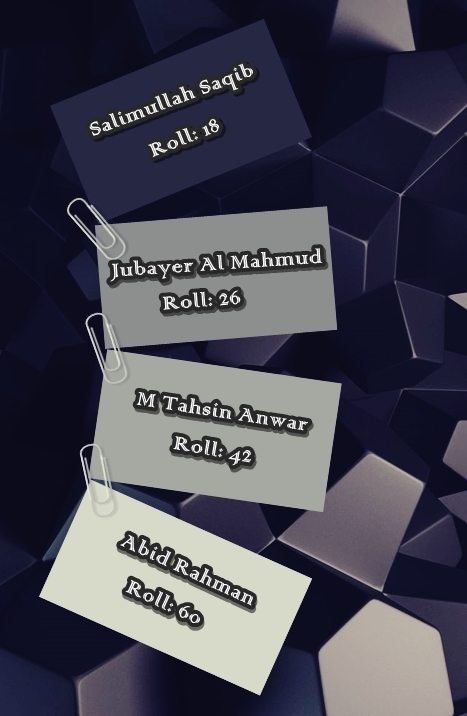 Salimullah Saqib
Roll: 18
Jubayer Al Mahmud
Roll: 26
M Tahsin Anwar
Roll: 42
Abid Rahman
Roll: 60